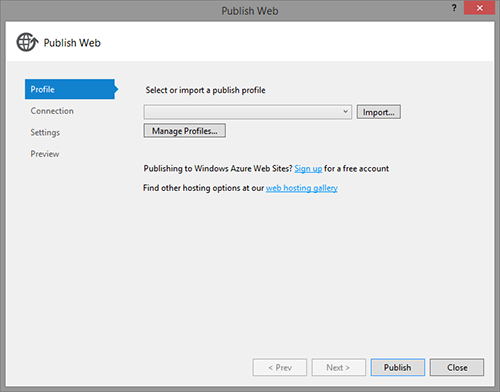 Publish Web
?
Publish Web
Profile
Connection
Settings
Preview
Select or import a publish profile
Import...
Manage Profiles...
Publishing to Windows Azure Web Sites? Sign up for a free account
Find other hosting options at our web hosting gallery
< Prev
Next >
Publish
Close